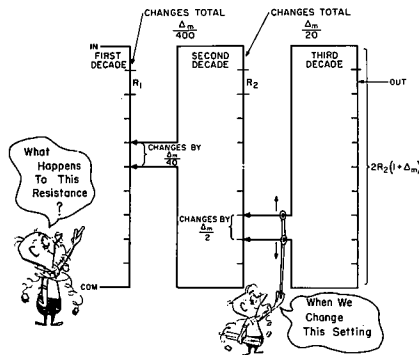 CHANGES TOTAL
Δm
400
CHANGES TOTAL
Δm
20
IN
FIRST
DECADE
R1
SECOND
DECADE
R2
THIRD
DECADE
OUT
2R2(1+Δm)
CHANGES BY
Δm
40
CHANGES BY
Δm
2
COM
What
Happens
To This
Resistance
?
When We
Change
This Setting